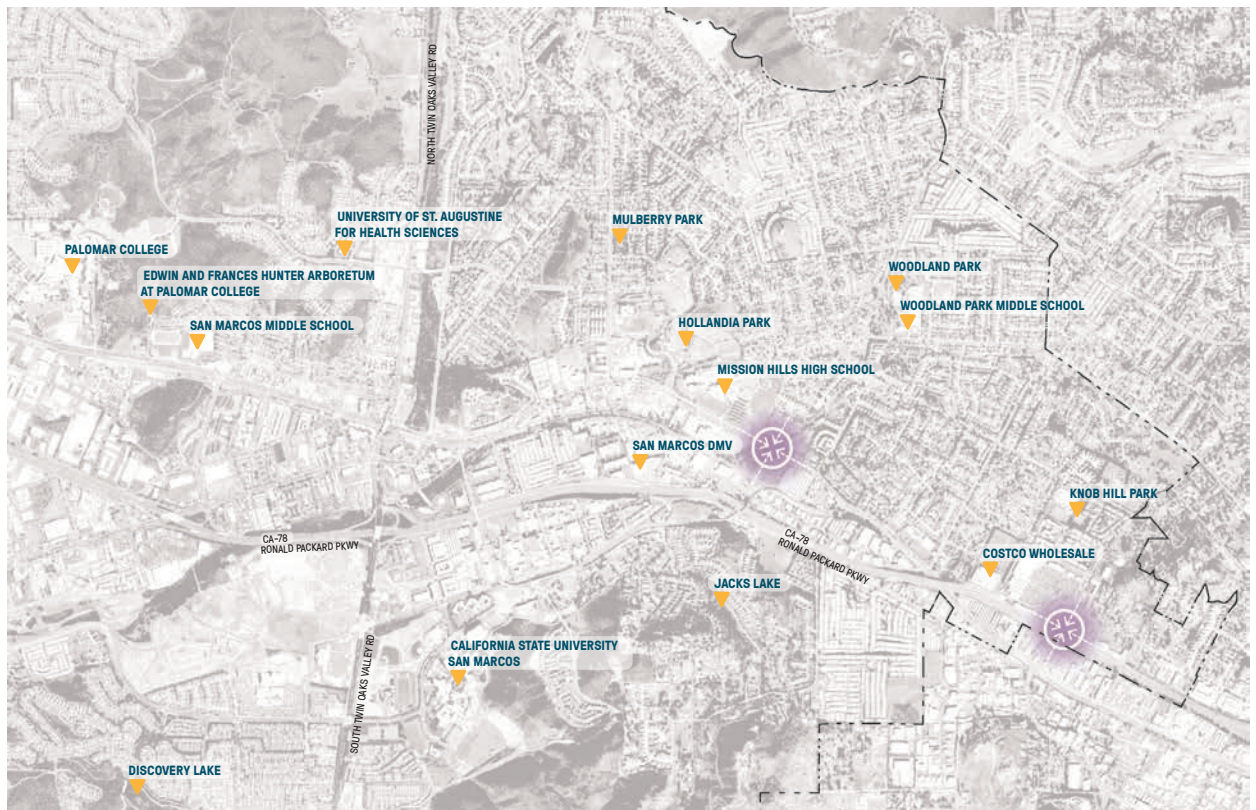 NORTH TWIN OAKS VALLEY RD
UNIVERSITY OF ST. AUGUSTINE
FOR HEALTH SCIENCES
MULBERRY PARK
PALOMAR COLLEGE
EDWIN AND FRANCES HUNTER ARBORETUM
AT PALOMAR COLLEGE
WOODLAND PARK
WOODLAND PARK MIDDLE SCHOOL
SAN MARCOS MIDDLE SCHOOL
HOLLANDIA PARK
MISSION HILLS HIGH SCHOOL
SAN MARCOS DMV
KNOB HILL PARK
CA-78
RONALD PACKARD PKWY
CA-78
RONALD PACKARD PKWY
COSTCO WHOLESALE
JACKS LAKE
CALIFORNIA STATE UNIVERSITY
SAN MARCOS
SOUTH TWIN OAKS VALLEY RD
DISCOVERY LAKE